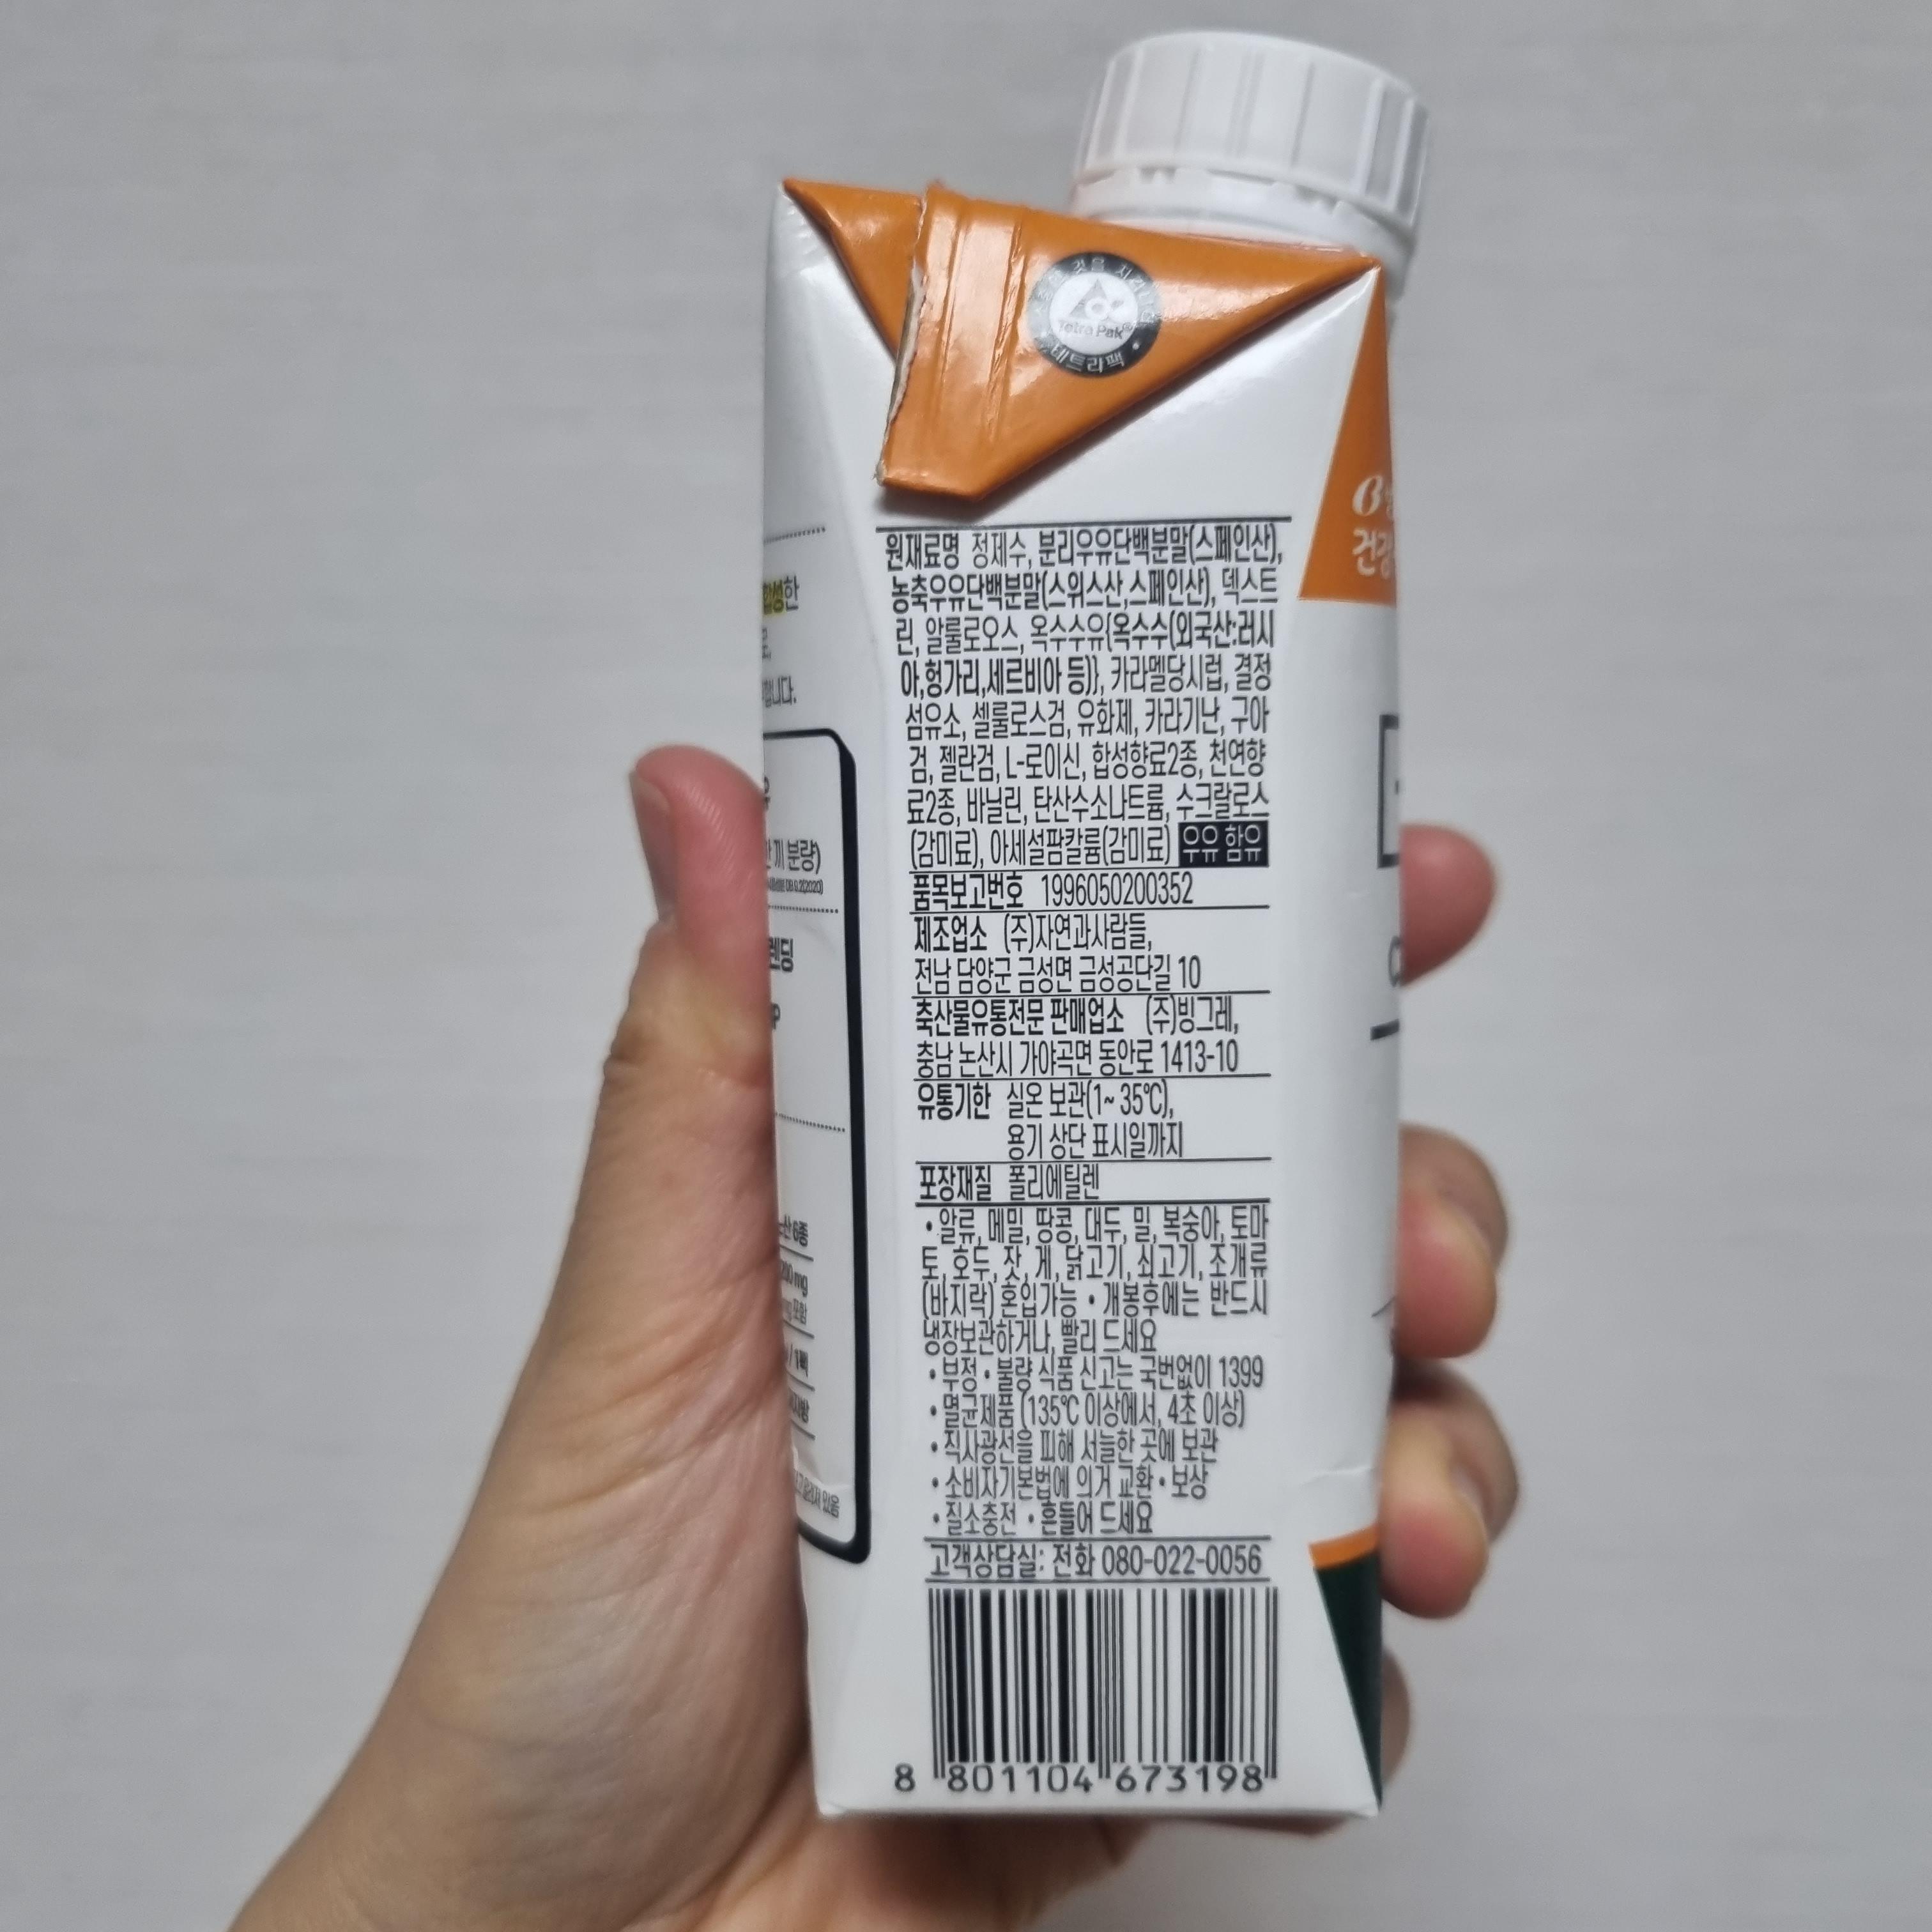 Tetra Pak®
테트라팩
건강
원재료명 정제수, 분리우유단백분말(스페인산),
농축우유단백분말(스위스산,스페인산), 덱스트
린, 알룰로오스, 옥수수유{옥수수(외국산:러시
아,헝가리,세르비아 등)}, 카라멜당시럽, 결정
섬유소, 셀룰로스검, 유화제, 카라기난, 구아
검, 젤란검, L-로이신, 합성향료2종, 천연향
료2종, 바닐린, 탄산수소나트륨, 수크랄로스
(감미료), 아세설팜칼륨(감미료) 우유 함유
품목보고번호 1996050200352
제조업소 (주)자연과사람들,
전남 담양군 금성면 금성공단길 10
축산물유통전문 판매업소 (주)빙그레,
충남 논산시 가야곡면 동안로 1413-10
유통기한 실온 보관(1~35℃),
용기 상단 표시일까지
포장재질 폴리에틸렌
• 알류, 메밀, 땅콩, 대두, 밀, 복숭아, 토마
토, 호두, 잣, 게, 닭고기, 쇠고기, 조개류
(바지락) 혼입가능 • 개봉후에는 반드시
냉장보관하거나, 빨리 드세요
• 부정 • 불량 식품 신고는 국번없이 1399
• 멸균제품 (135℃ 이상에서, 4초 이상)
• 직사광선을 피해 서늘한 곳에 보관
• 소비자기본법에 의거 교환 • 보상
• 질소충전 • 흔들어 드세요
고객상담실: 전화 080-022-0056
8 801104 673198